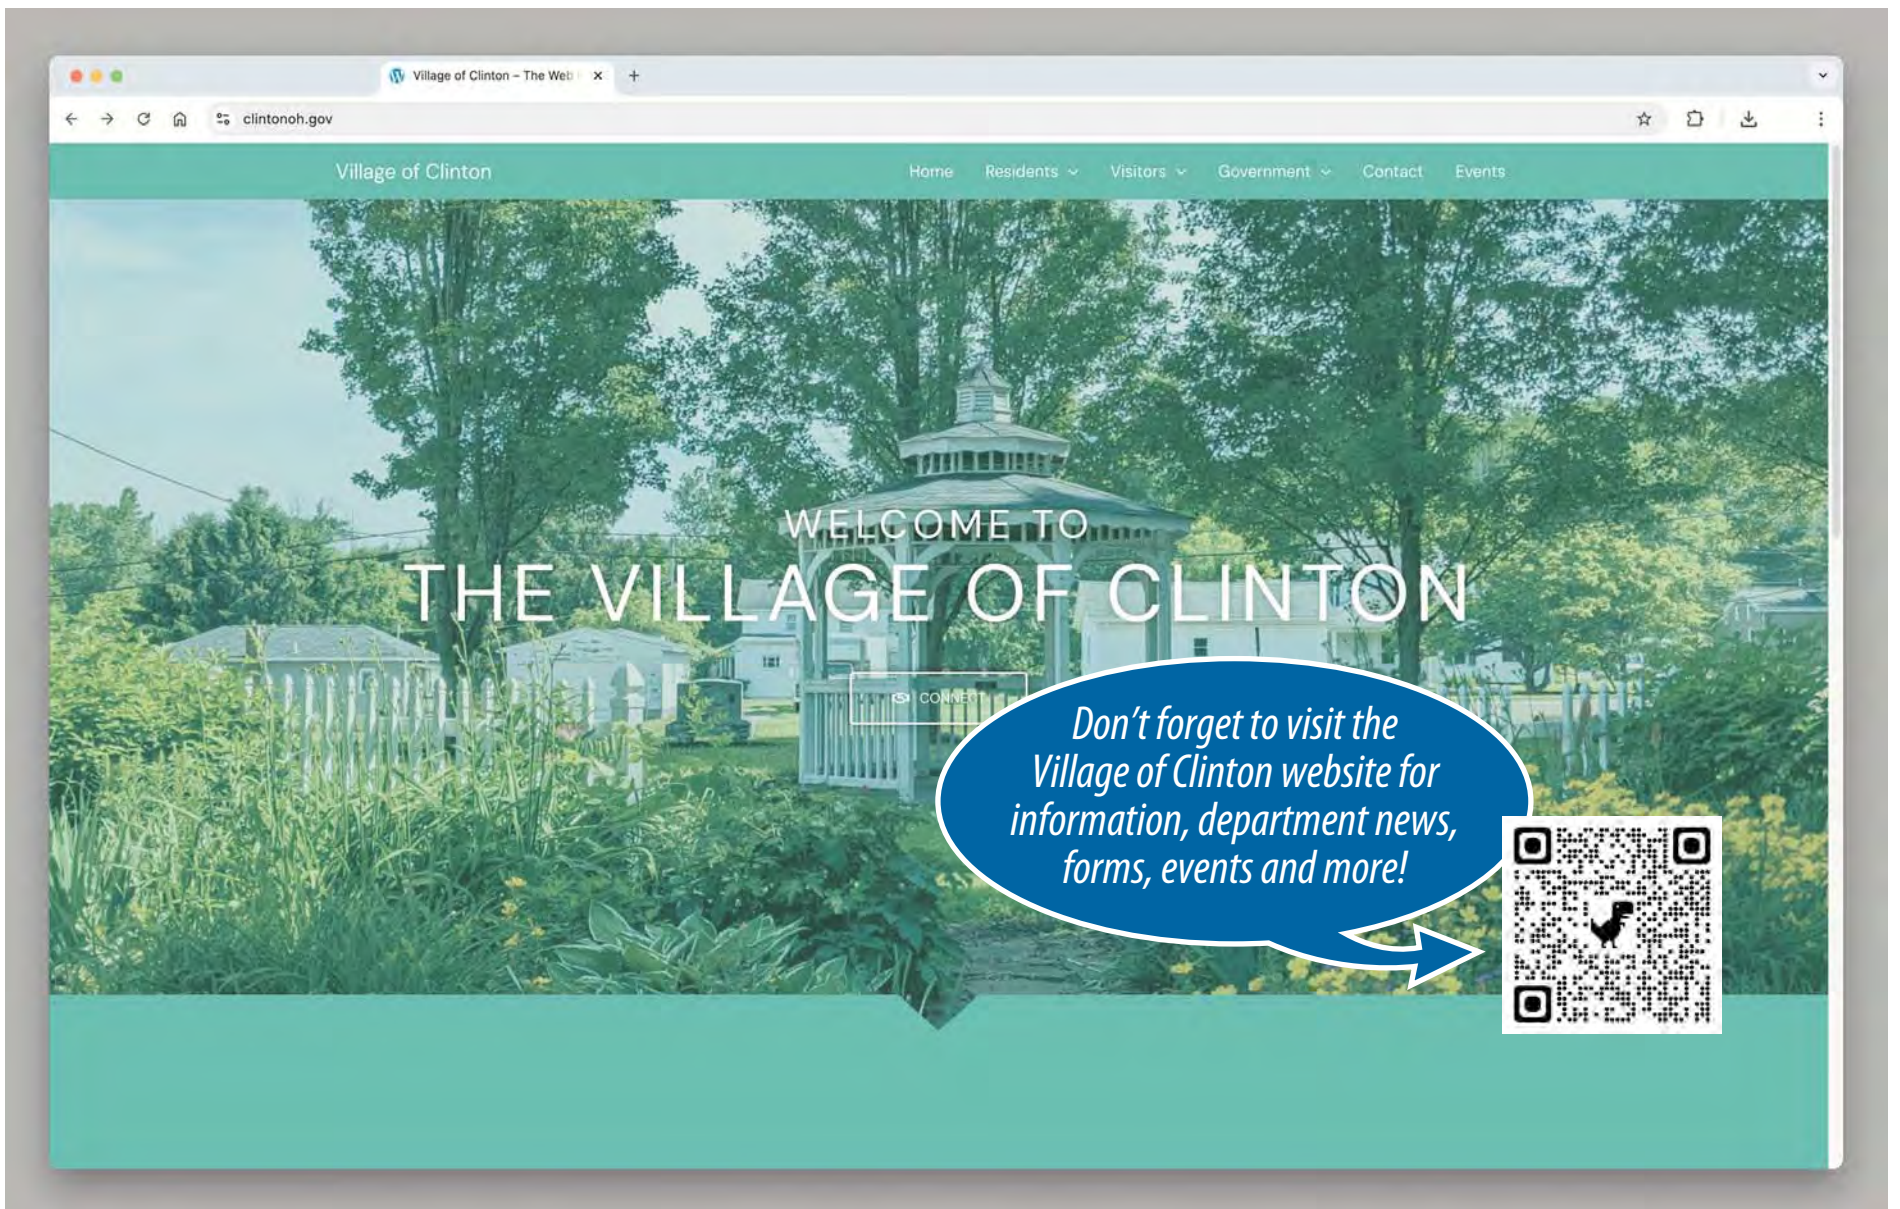 Village of Clinton – The Web
clintonoh.gov
Village of Clinton
Home Residents Visitors Government Contact Events
WELCOME TO
THE VILLAGE OF CLINTON
CONNECT
Don't forget to visit the
Village of Clinton website for
information, department news,
forms, events and more!